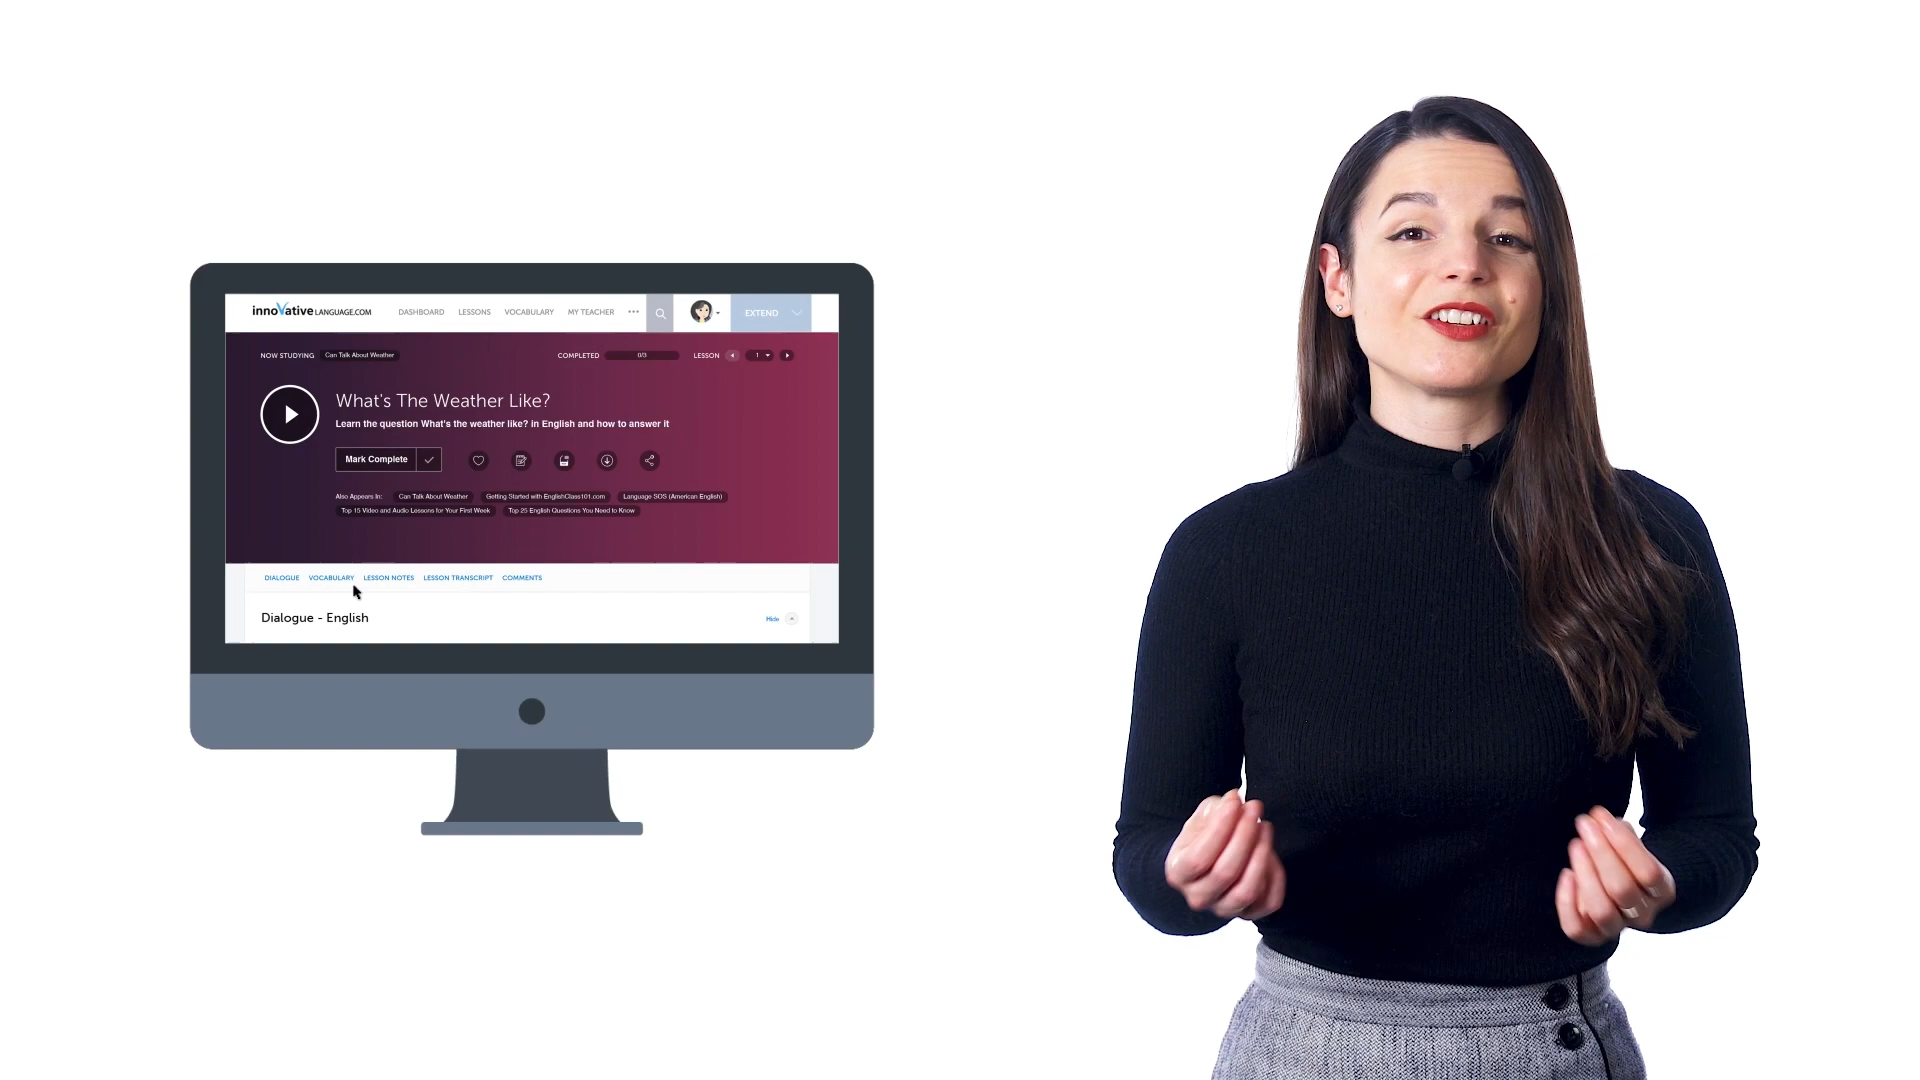 innovative LANGUAGE.COM DASHBOARD LESSONS VOCABULARY MY TEACHER ••• EXTEND
NOW STUDYING Can Talk About Weather COMPLETED 0/3 LESSON 1
What's The Weather Like?
Learn the question What's the weather like? in English and how to answer it
Mark Complete
Also Appears In: Can Talk About Weather Getting Started with EnglishClass101.com Language SOS (American English)
Top 15 Video and Audio Lessons for Your First Week Top 25 English Questions You Need to Know
DIALOGUE VOCABULARY LESSON NOTES LESSON TRANSCRIPT COMMENTS
Dialogue - English Hide